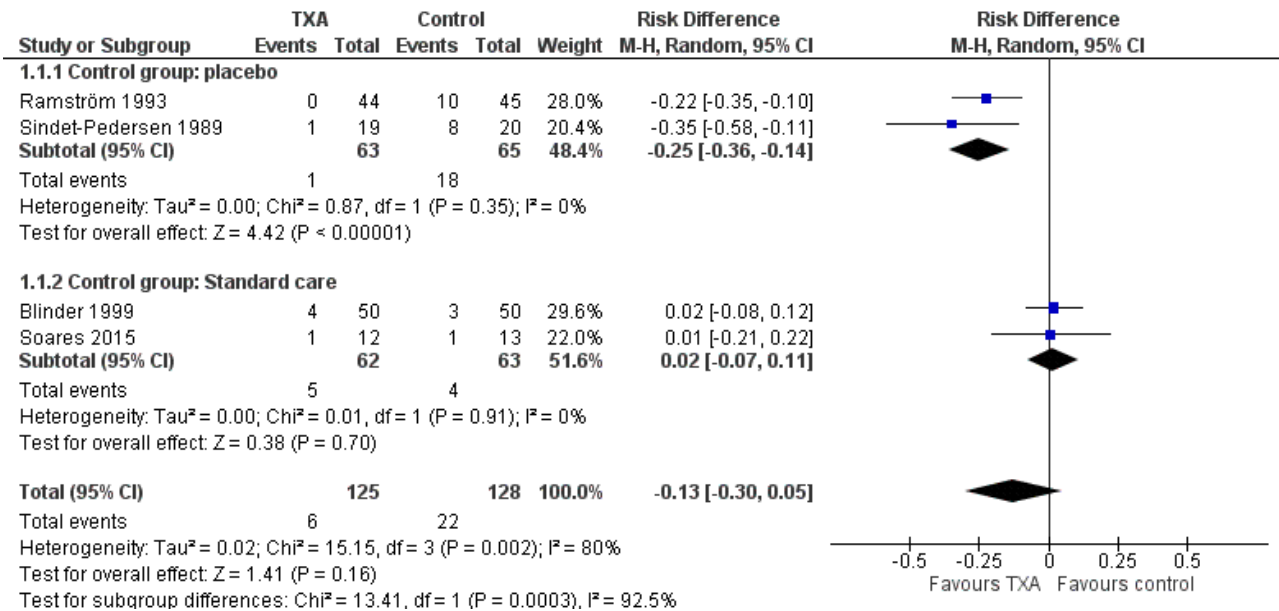 TXA Control Risk Difference Risk Difference
Study or Subgroup Events Total Events Total Weight M-H, Random, 95% CI M-H, Random, 95% CI
1.1.1 Control group: placebo
Ramström 1993 0 44 10 45 28.0% -0.22 [-0.35, -0.10]
Sindet-Pedersen 1989 1 19 8 20 20.4% -0.35 [-0.58, -0.11]
Subtotal (95% CI) 63 65 48.4% -0.25 [-0.36, -0.14]
Total events 1 18
Heterogeneity: Tau² = 0.00; Chi² = 0.87, df = 1 (P = 0.35); I² = 0%
Test for overall effect: Z = 4.42 (P < 0.00001)
1.1.2 Control group: Standard care
Blinder 1999 4 50 3 50 29.6% 0.02 [-0.08, 0.12]
Soares 2015 1 12 1 13 22.0% 0.01 [-0.21, 0.22]
Subtotal (95% CI) 62 63 51.6% 0.02 [-0.07, 0.11]
Total events 5 4
Heterogeneity: Tau² = 0.00; Chi² = 0.01, df = 1 (P = 0.91); I² = 0%
Test for overall effect: Z = 0.38 (P = 0.70)
Total (95% CI) 125 128 100.0% -0.13 [-0.30, 0.05]
Total events 6 22
Heterogeneity: Tau² = 0.02; Chi² = 15.15, df = 3 (P = 0.002); I² = 80%
Test for overall effect: Z = 1.41 (P = 0.16)
Test for subgroup differences: Chi² = 13.41, df = 1 (P = 0.0003), I² = 92.5%
-0.5 -0.25 0 0.25 0.5
Favours TXA Favours control